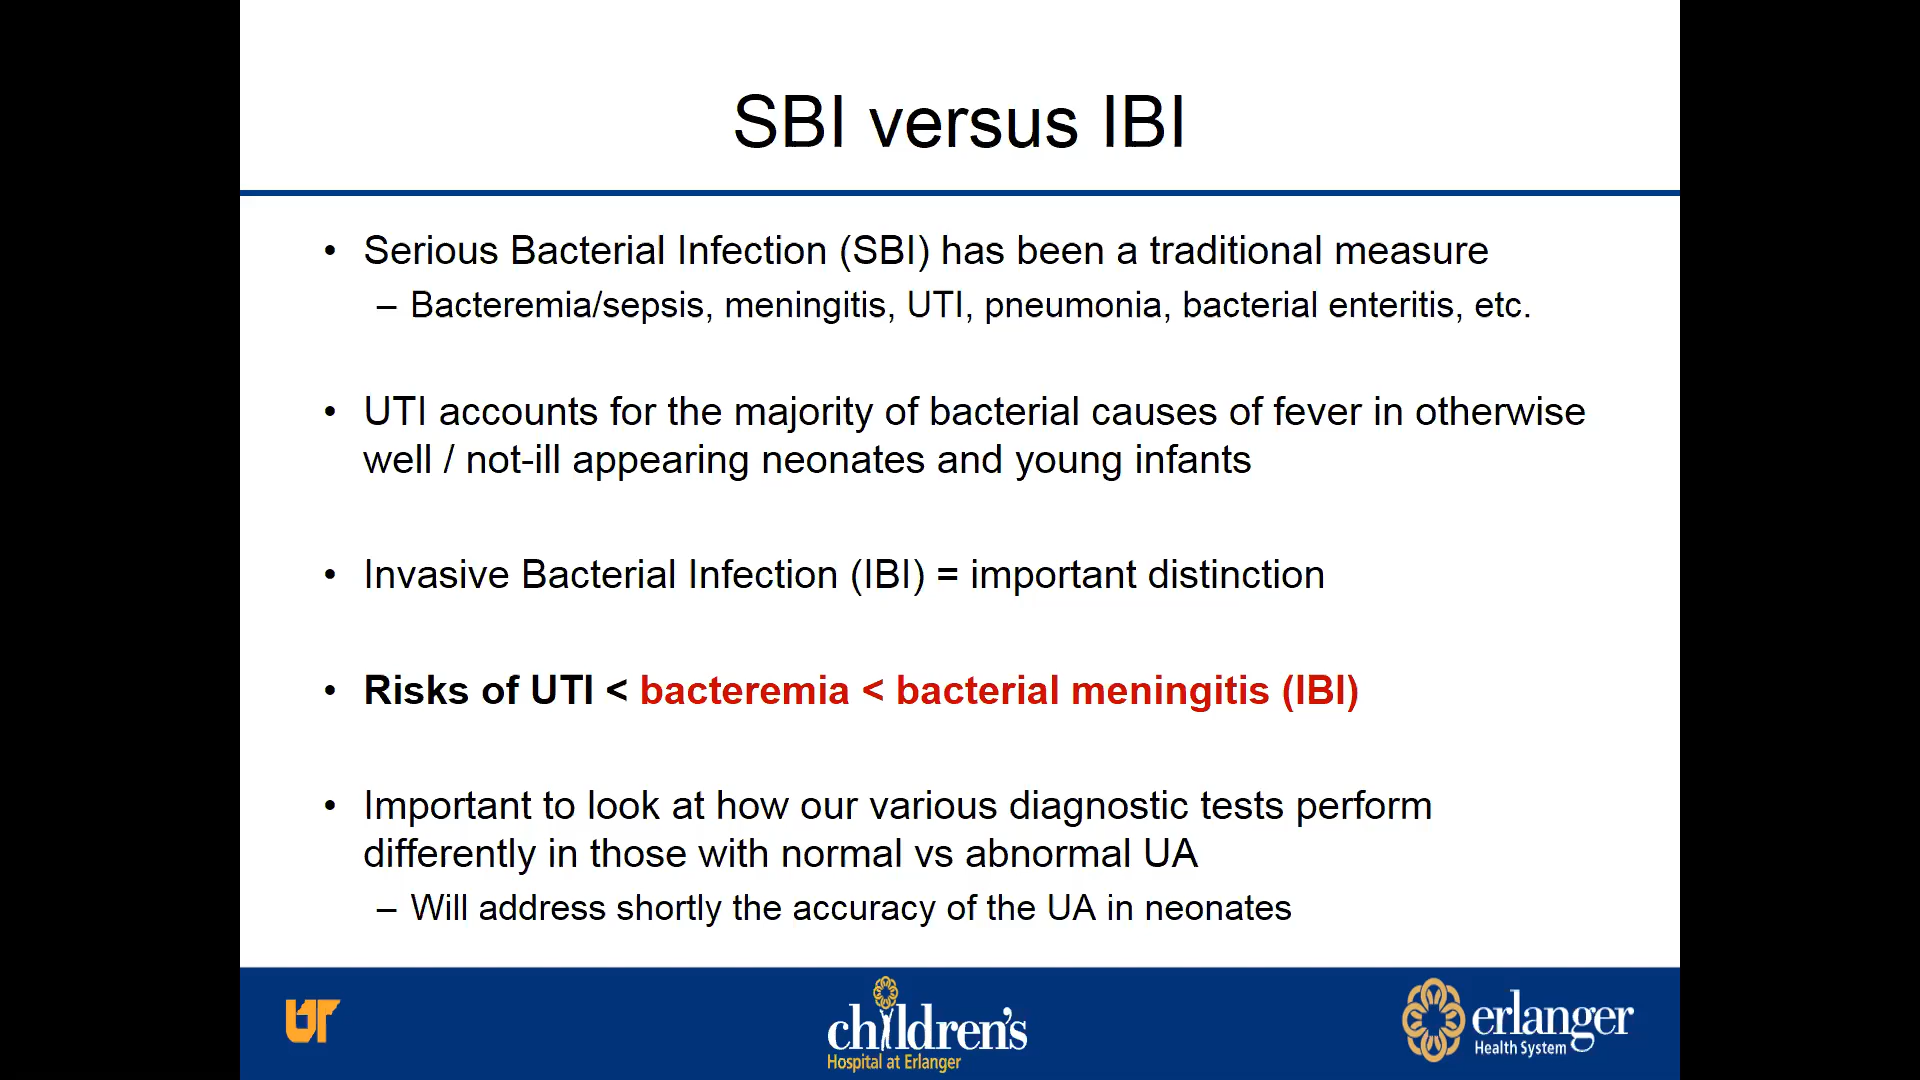 SBI versus IBI
• Serious Bacterial Infection (SBI) has been a traditional measure
– Bacteremia/sepsis, meningitis, UTI, pneumonia, bacterial enteritis, etc.
• UTI accounts for the majority of bacterial causes of fever in otherwise
well / not-ill appearing neonates and young infants
• Invasive Bacterial Infection (IBI) = important distinction
• Risks of UTI < bacteremia < bacterial meningitis (IBI)
• Important to look at how our various diagnostic tests perform
differently in those with normal vs abnormal UA
– Will address shortly the accuracy of the UA in neonates
UT
children's
Hospital at Erlanger
erlanger
Health System